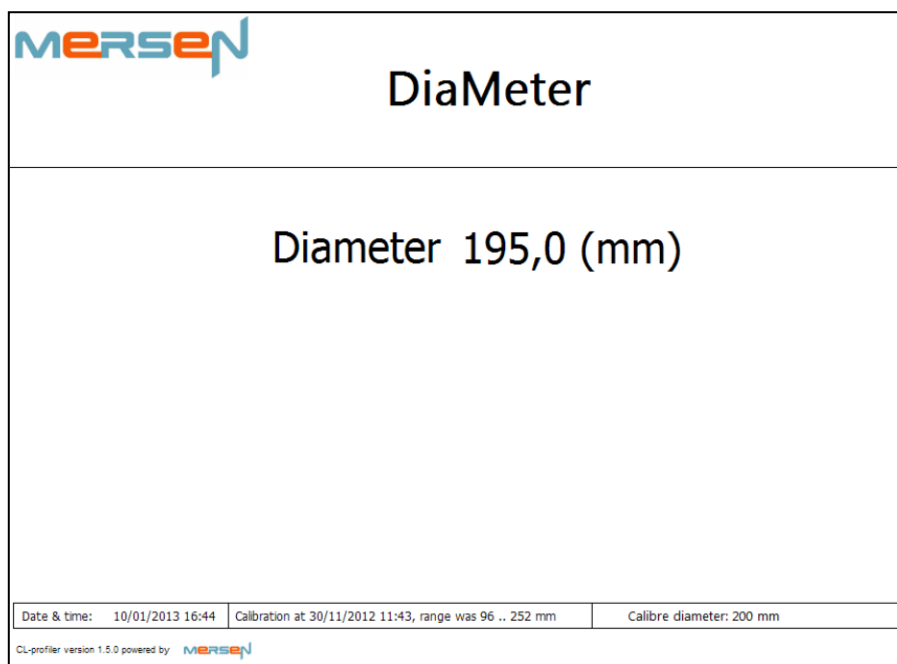 MERSEN
DiaMeter
Diameter 195,0 (mm)
Date & time: 10/01/2013 16:44 Calibration at 30/11/2012 11:43, range was 96 .. 252 mm Calibre diameter: 200 mm
CL-profiler version 1.5.0 powered by MERSEN